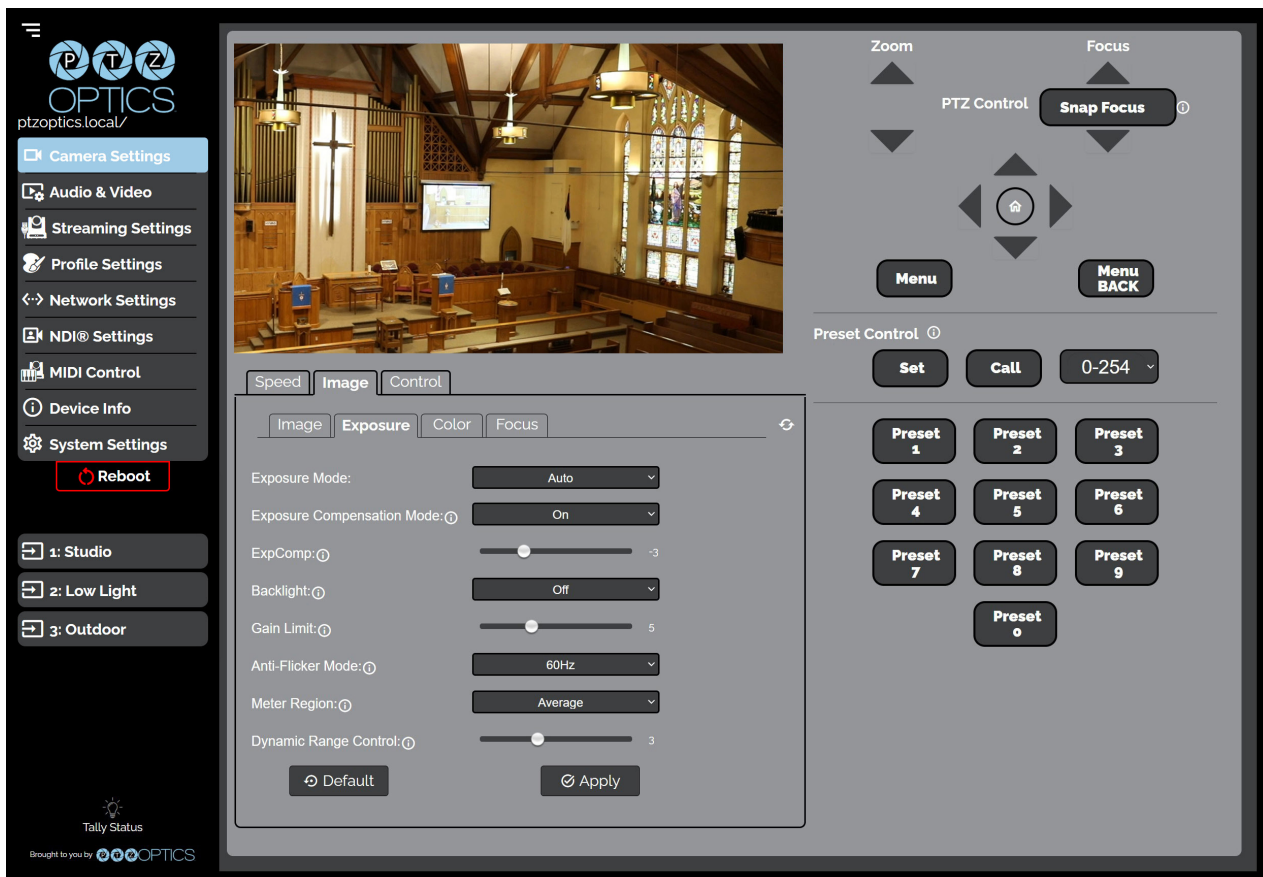 P T Z
OPTICS
ptzoptics.local/
Camera Settings
Audio & Video
Streaming Settings
Profile Settings
Network Settings
NDI® Settings
MIDI Control
Device Info
System Settings
Reboot
1: Studio
2: Low Light
3: Outdoor
Tally Status
Brought to you by PTZOPTICS
Speed Image Control
Image Exposure Color Focus
Exposure Mode: Auto
Exposure Compensation Mode: On
ExpComp: -3
Backlight: Off
Gain Limit: 5
Anti-Flicker Mode: 60Hz
Meter Region: Average
Dynamic Range Control: 3
Default Apply
Zoom Focus
PTZ Control Snap Focus
Menu Menu
BACK
Preset Control
Set Call 0-254
Preset Preset Preset
1 2 3
Preset Preset Preset
4 5 6
Preset Preset Preset
7 8 9
Preset
0